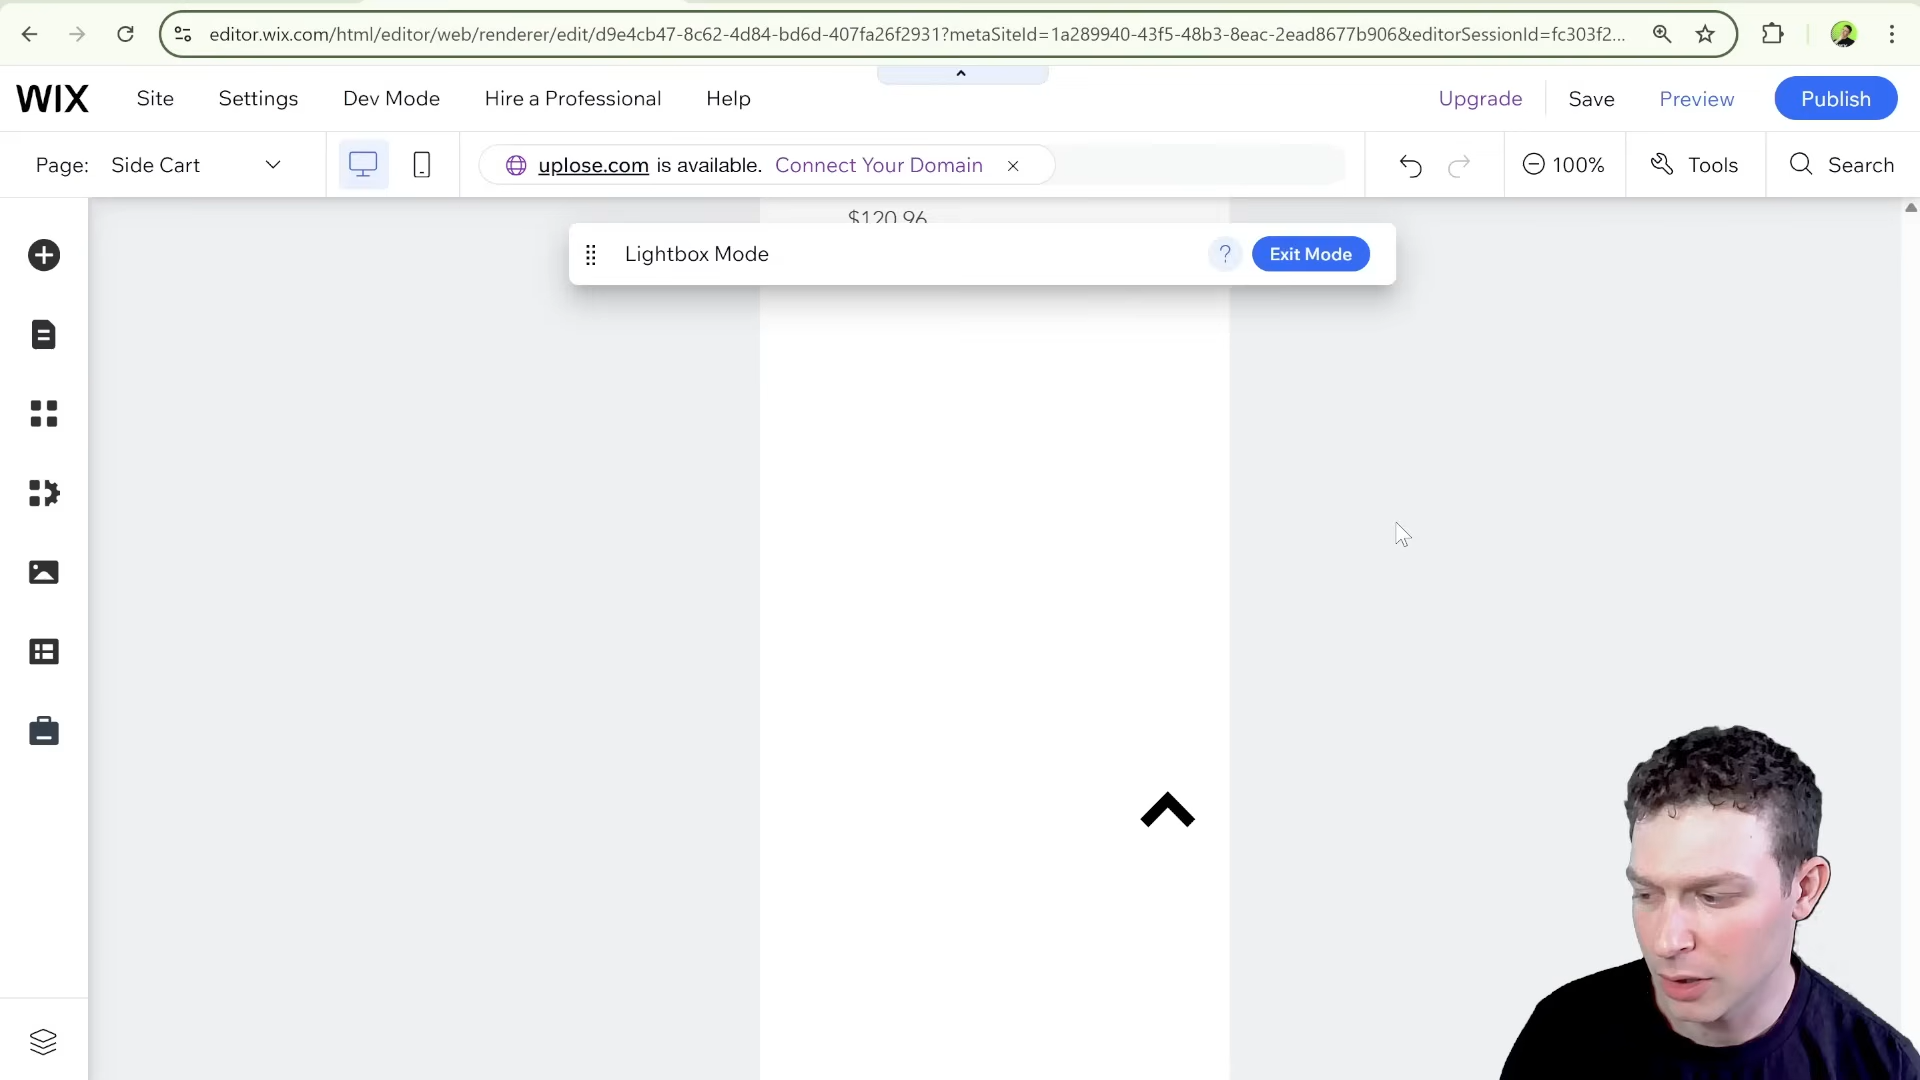 editor.wix.com/html/editor/web/renderer/edit/d9e4cb47-8c62-4d84-bd6d-407fa26f2931?metaSiteId=1a289940-43f5-48b3-8eac-2ead8677b906&editorSessionId=fc303f2...
WIX Site Settings Dev Mode Hire a Professional Help Upgrade Save Preview Publish
Page: Side Cart uplose.com is available. Connect Your Domain 100% Tools Search
$120.96
Lightbox Mode ? Exit Mode